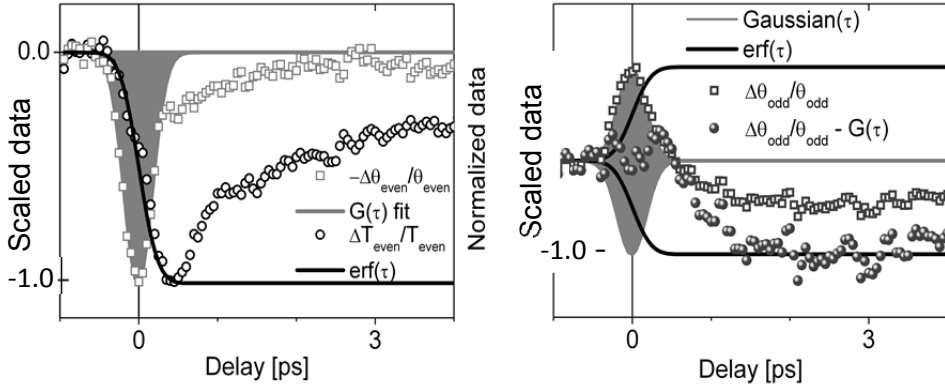 Scaled data
0.0
-1.0
-Δθeven/θeven
G(τ) fit
ΔTeven/Teven
erf(τ)
0
3
Delay [ps]
Normalized data
Scaled data
-1.0
Gaussian(τ)
erf(τ)
Δθodd/θodd
Δθodd/θodd - G(τ)
0
3
Delay [ps]